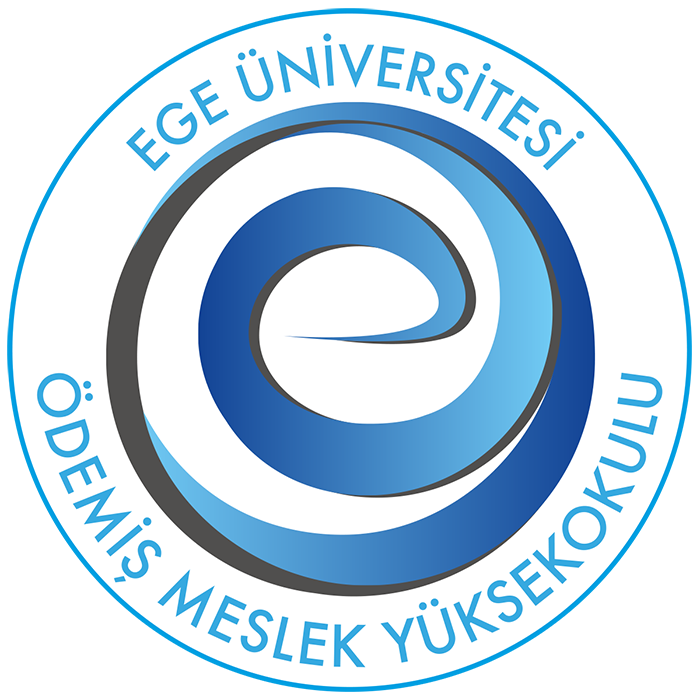 EGE ÜNİVERSİTESİ
ÖDEMİŞ MESLEK YÜKSEKOKULU